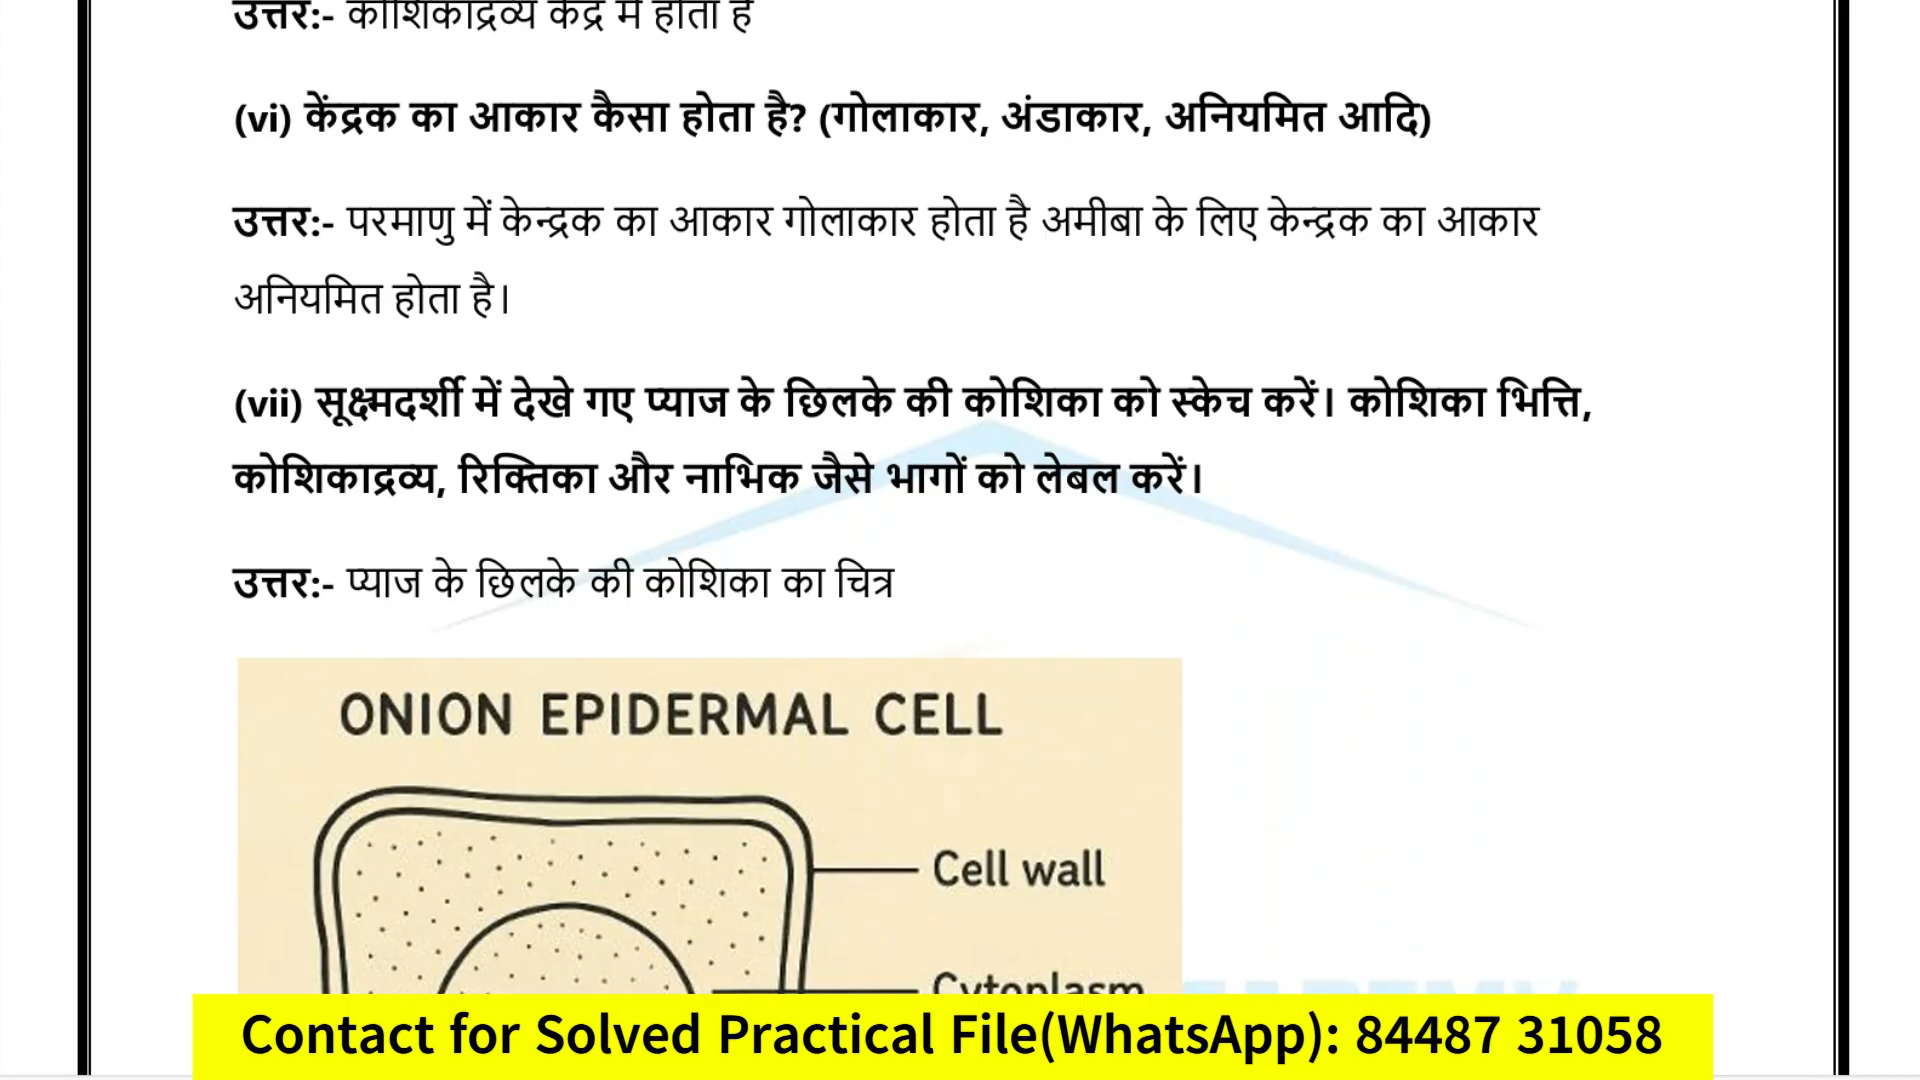 उत्तर:- कोशिकाद्रव्य केंद्र में होता है
(vi) केंद्रक का आकार कैसा होता है? (गोलाकार, अंडाकार, अनियमित आदि)
उत्तर:- परमाणु में केन्द्रक का आकार गोलाकार होता है अमीबा के लिए केन्द्रक का आकार
अनियमित होता है।
(vii) सूक्ष्मदर्शी में देखे गए प्याज के छिलके की कोशिका को स्केच करें। कोशिका भित्ति,
कोशिकाद्रव्य, रिक्तिका और नाभिक जैसे भागों को लेबल करें।
उत्तर:- प्याज के छिलके की कोशिका का चित्र
ONION EPIDERMAL CELL
Cell wall
Cytoplasm
Contact for Solved Practical File(WhatsApp): 84487 31058